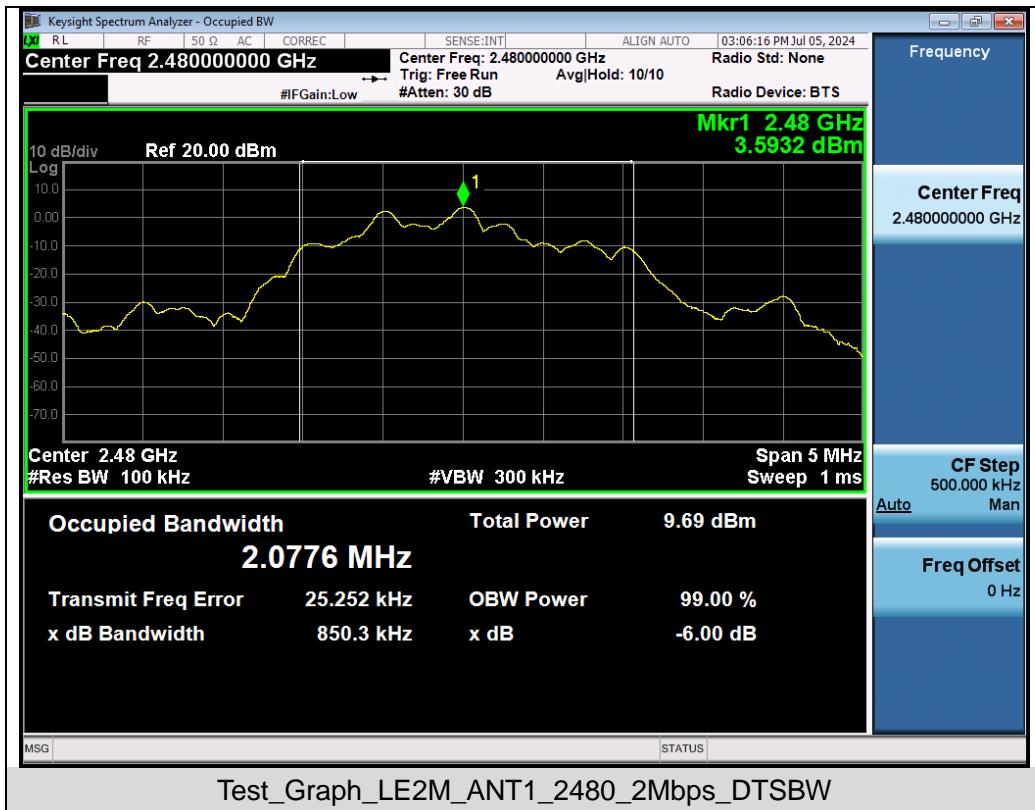 Keysight Spectrum Analyzer - Occupied BW
LXI RL RF 50 Ω AC CORREC SENSE:INT ALIGN AUTO 03:06:16 PM Jul 05, 2024
Center Freq 2.480000000 GHz
Center Freq: 2.480000000 GHz Radio Std: None
Trig: Free Run Avg|Hold: 10/10
#IFGain:Low #Atten: 30 dB Radio Device: BTS
Mkr1 2.48 GHz
3.5932 dBm
10 dB/div Ref 20.00 dBm
Log
1
10.0
0.00
-10.0
-20.0
-30.0
-40.0
-50.0
-60.0
-70.0
Center 2.48 GHz Span 5 MHz
#Res BW 100 kHz #VBW 300 kHz Sweep 1 ms
Occupied Bandwidth Total Power 9.69 dBm
2.0776 MHz
Transmit Freq Error 25.252 kHz OBW Power 99.00 %
x dB Bandwidth 850.3 kHz x dB -6.00 dB
MSG STATUS
Frequency
Center Freq
2.480000000 GHz
CF Step
500.000 kHz
Auto Man
Freq Offset
0 Hz
Test_Graph_LE2M_ANT1_2480_2Mbps_DTSBW